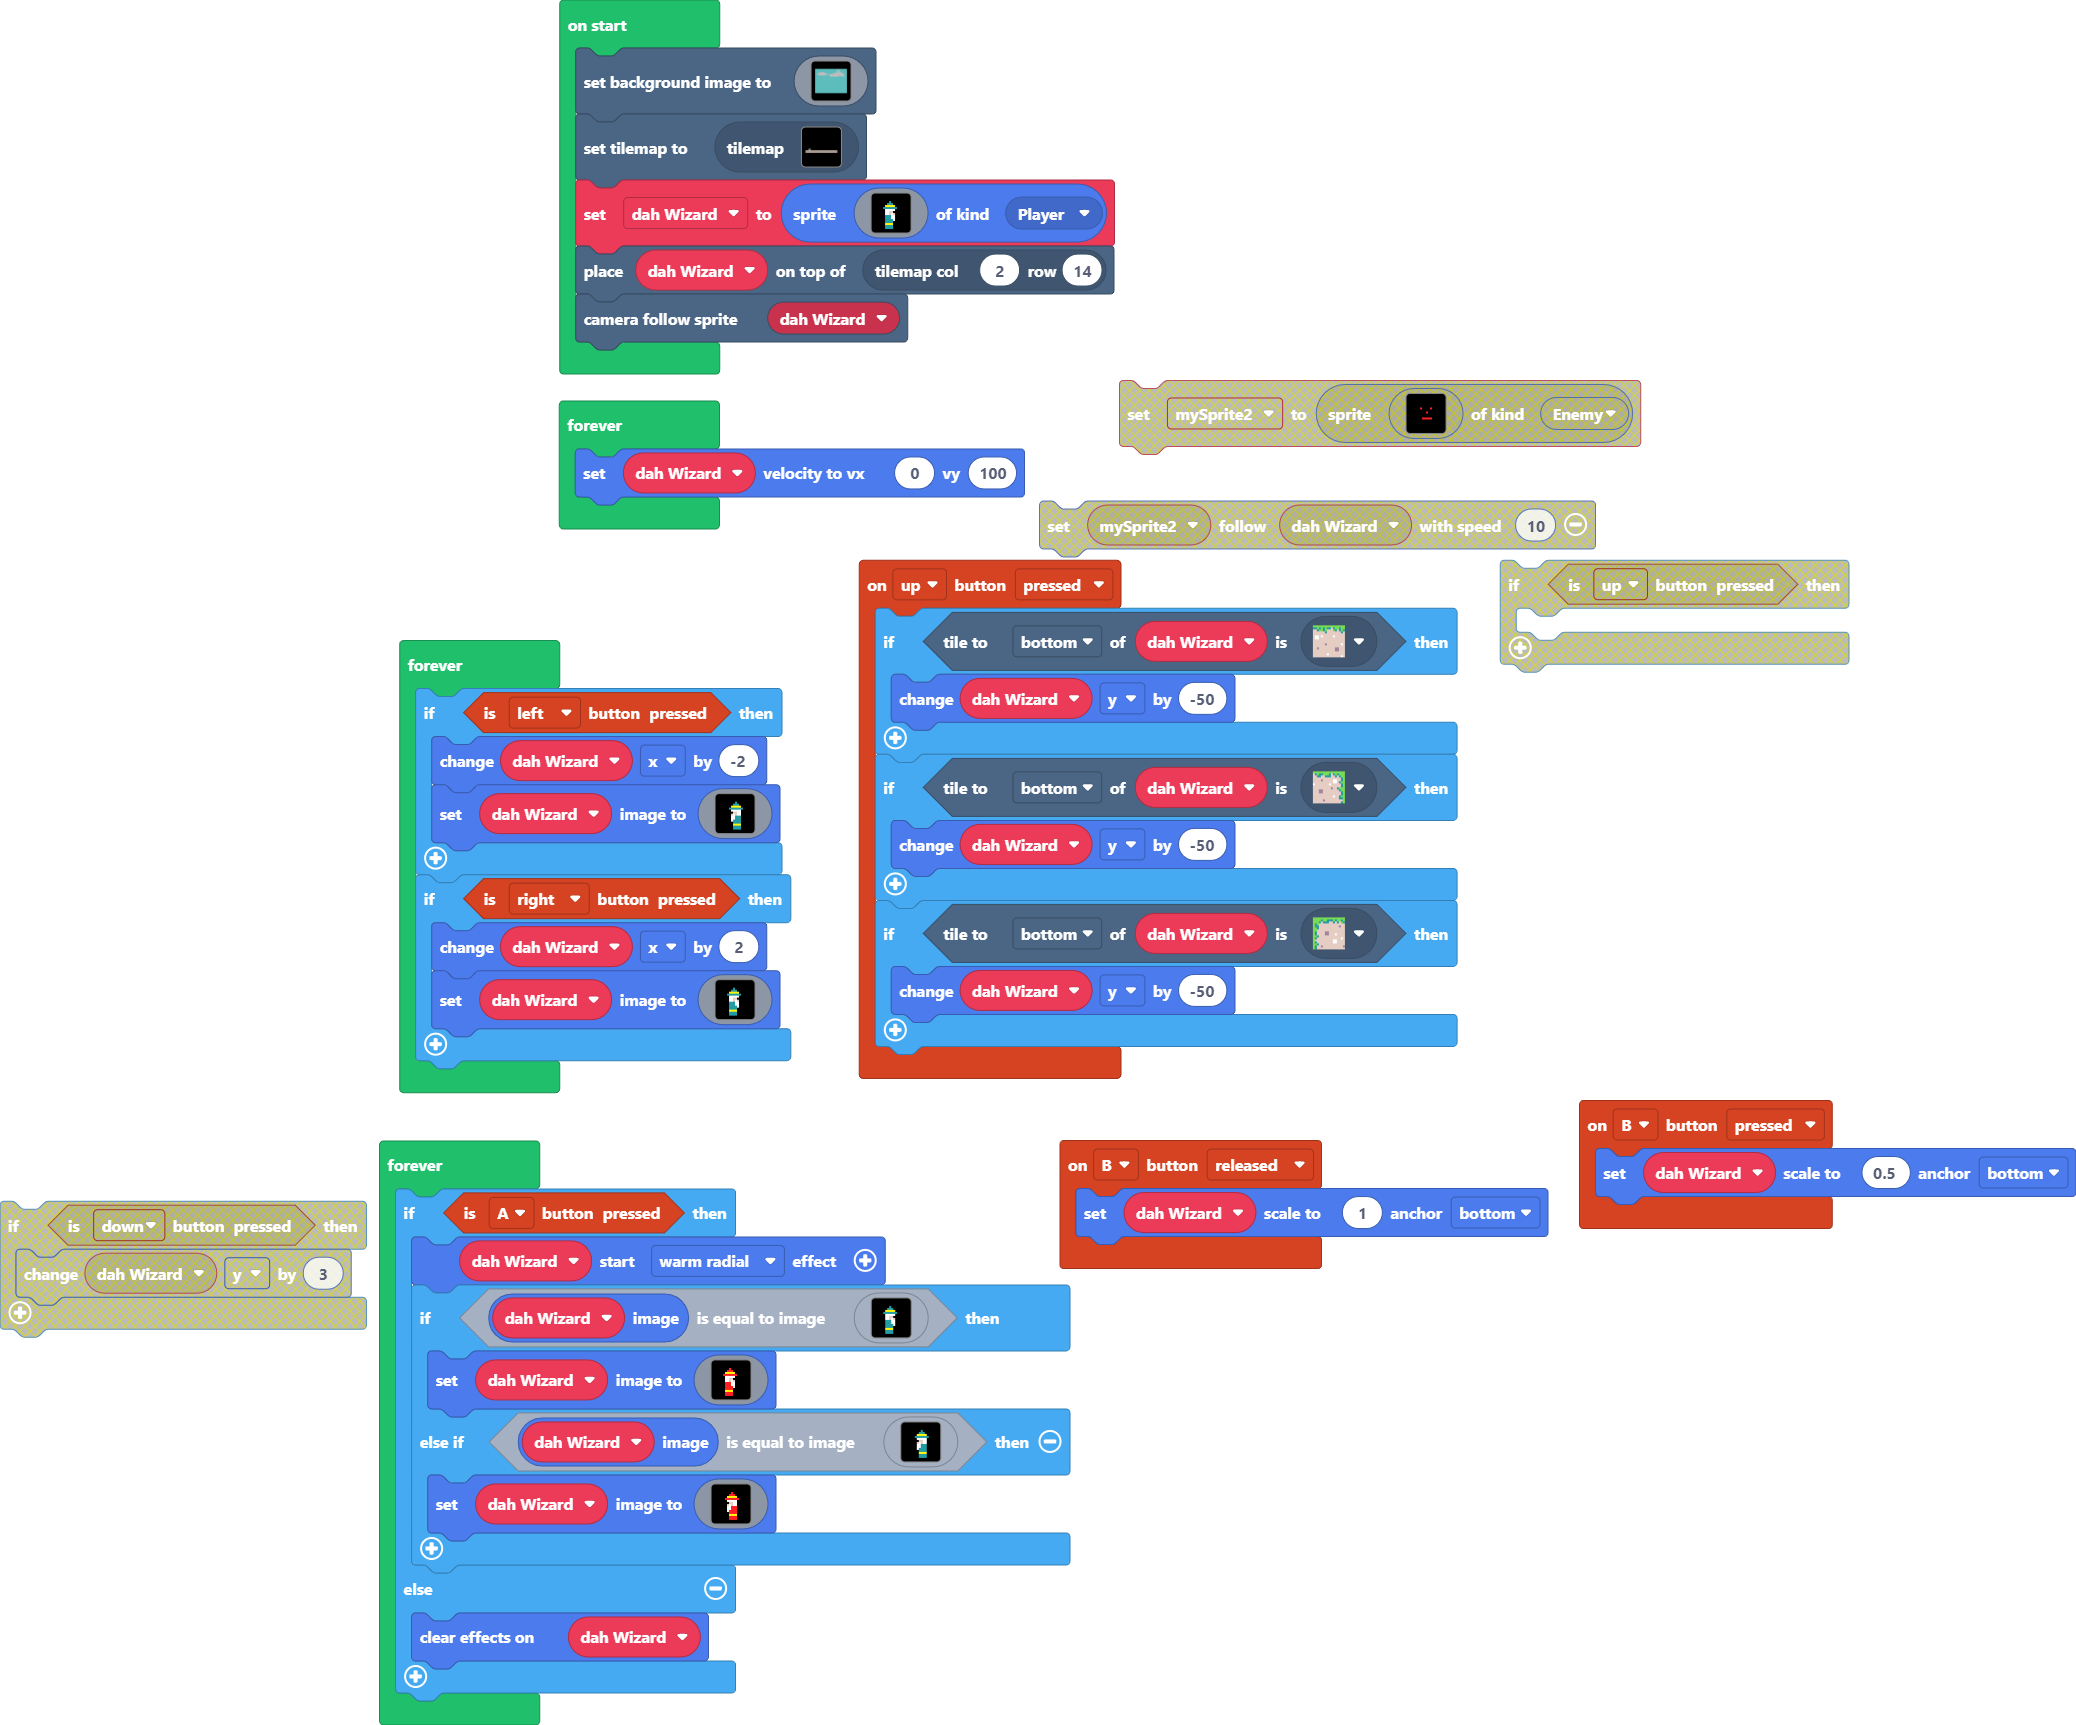 on start
set background image to
set tilemap to tilemap
set dah Wizard to sprite of kind Player
place dah Wizard on top of tilemap col 2 row 14
camera follow sprite dah Wizard
forever
set dah Wizard velocity to vx 0 vy 100
set mySprite2 to sprite of kind Enemy
set mySprite2 follow dah Wizard with speed 10
if is up button pressed then
on up button pressed
if tile to bottom of dah Wizard is then
change dah Wizard y by -50
if tile to bottom of dah Wizard is then
change dah Wizard y by -50
if tile to bottom of dah Wizard is then
change dah Wizard y by -50
forever
if is left button pressed then
change dah Wizard x by -2
set dah Wizard image to
if is right button pressed then
change dah Wizard x by 2
set dah Wizard image to
on B button pressed
set dah Wizard scale to 0.5 anchor bottom
on B button released
set dah Wizard scale to 1 anchor bottom
if is down button pressed then
change dah Wizard y by 3
forever
if is A button pressed then
dah Wizard start warm radial effect
if dah Wizard image is equal to image then
set dah Wizard image to
else if dah Wizard image is equal to image then
set dah Wizard image to
else
clear effects on dah Wizard